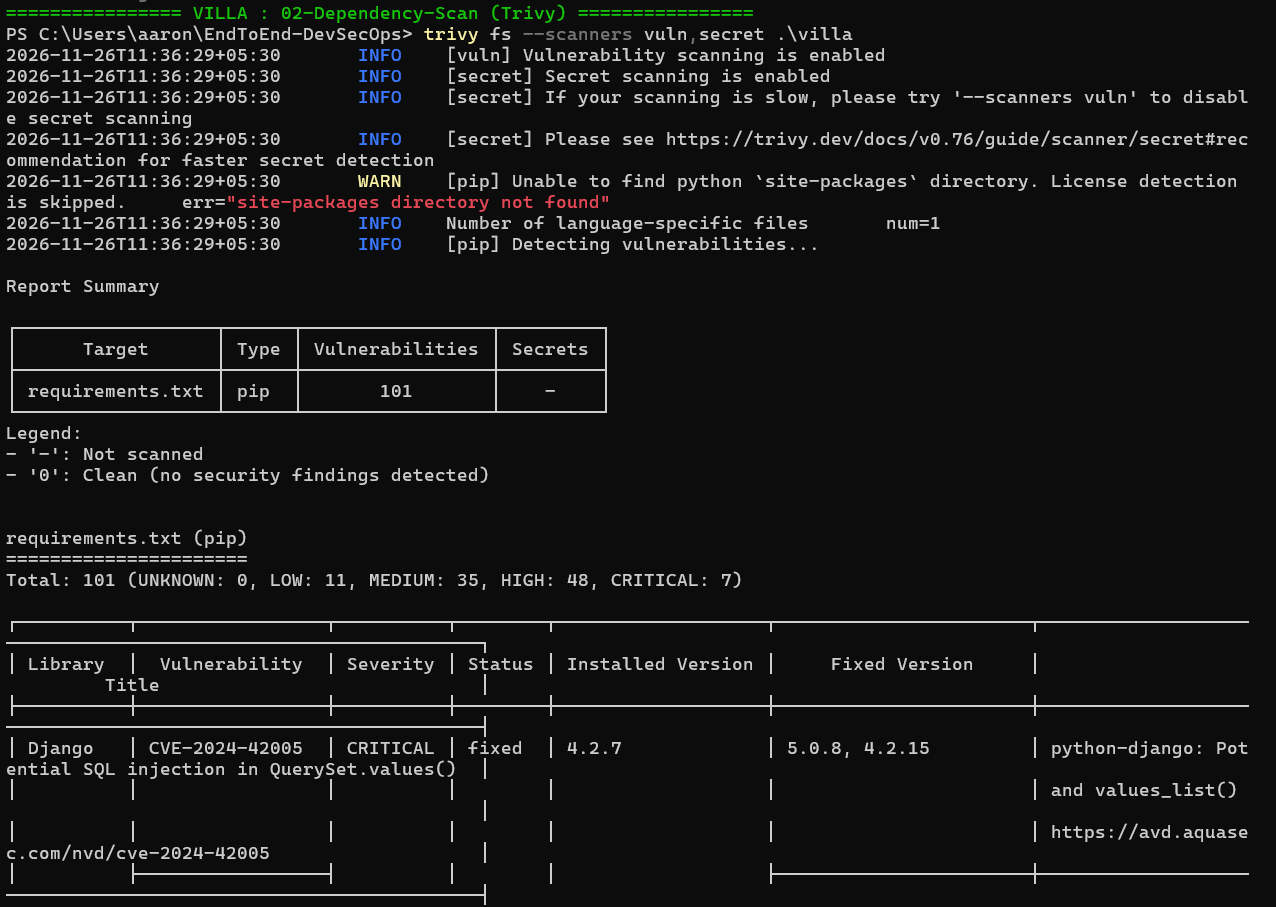 ================ VILLA : 02-Dependency-Scan (Trivy) ================
PS C:\Users\aaron\EndToEnd-DevSecOps> trivy fs --scanners vuln,secret .\villa
2026-11-26T11:36:29+05:30       INFO    [vuln] Vulnerability scanning is enabled
2026-11-26T11:36:29+05:30       INFO    [secret] Secret scanning is enabled
2026-11-26T11:36:29+05:30       INFO    [secret] If your scanning is slow, please try '--scanners vuln' to disabl
e secret scanning
2026-11-26T11:36:29+05:30       INFO    [secret] Please see https://trivy.dev/docs/v0.76/guide/scanner/secret#rec
ommendation for faster secret detection
2026-11-26T11:36:29+05:30       WARN    [pip] Unable to find python `site-packages` directory. License detection
is skipped.     err="site-packages directory not found"
2026-11-26T11:36:29+05:30       INFO    Number of language-specific files       num=1
2026-11-26T11:36:29+05:30       INFO    [pip] Detecting vulnerabilities...
Report Summary
Target | Type | Vulnerabilities | Secrets
requirements.txt | pip | 101 | -
Legend:
- '-': Not scanned
- '0': Clean (no security findings detected)
requirements.txt (pip)
======================
Total: 101 (UNKNOWN: 0, LOW: 11, MEDIUM: 35, HIGH: 48, CRITICAL: 7)
Library | Vulnerability | Severity | Status | Installed Version | Fixed Version |
Title
Django | CVE-2024-42005 | CRITICAL | fixed | 4.2.7 | 5.0.8, 4.2.15 | python-django: Pot
ential SQL injection in QuerySet.values()
and values_list()
https://avd.aquase
c.com/nvd/cve-2024-42005